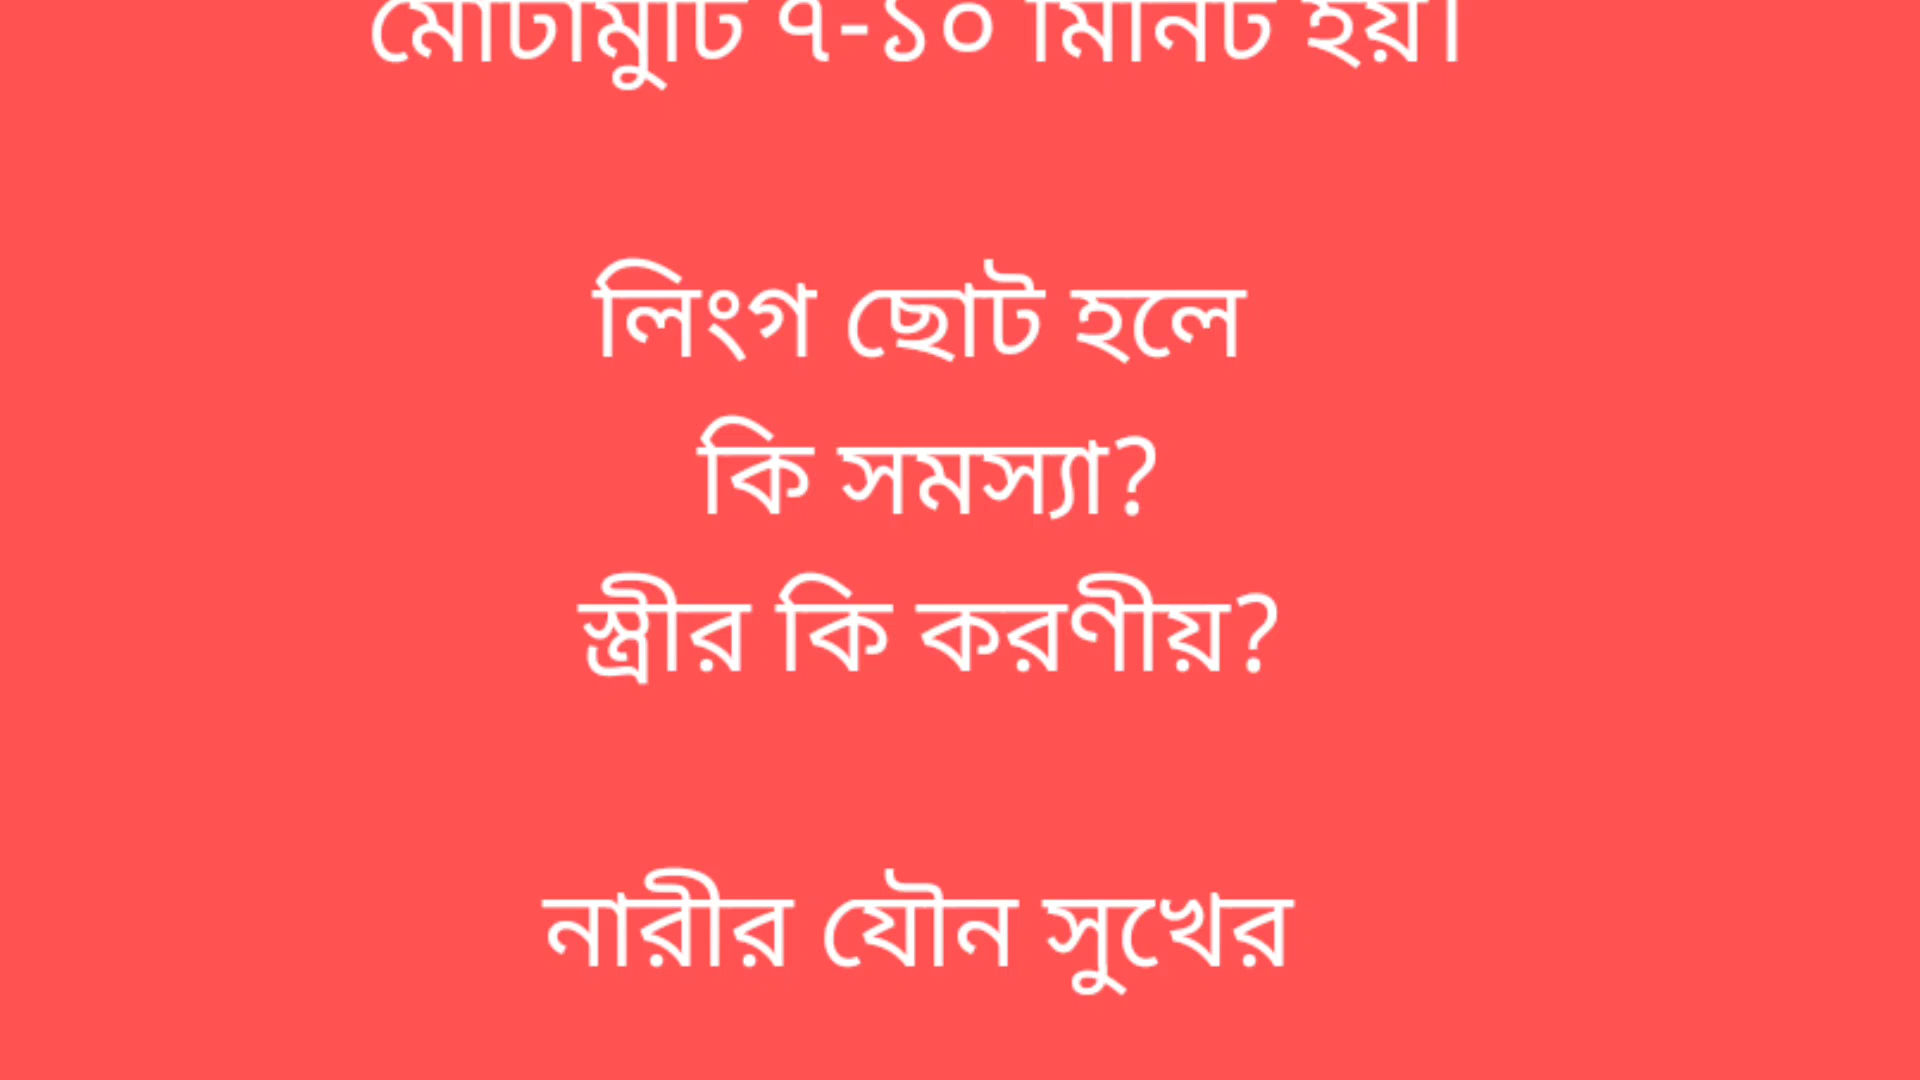 মোটামুটি ৭-১০ মিনিট হয়।
লিংগ ছোট হলে
কি সমস্যা?
স্ত্রীর কি করণীয়?
নারীর যৌন সুখের